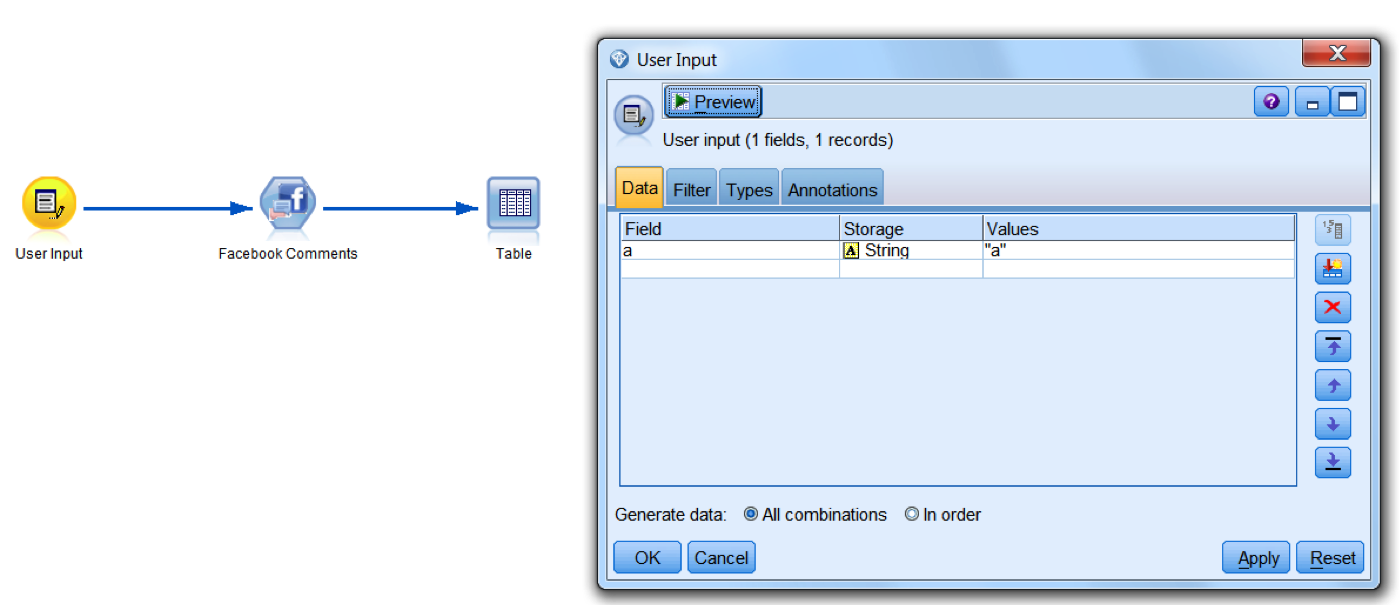 User Input
Facebook Comments
Table
User Input
Preview
User input (1 fields, 1 records)
Data Filter Types Annotations
Field Storage Values
a A String "a"
Generate data: All combinations In order
OK Cancel Apply Reset